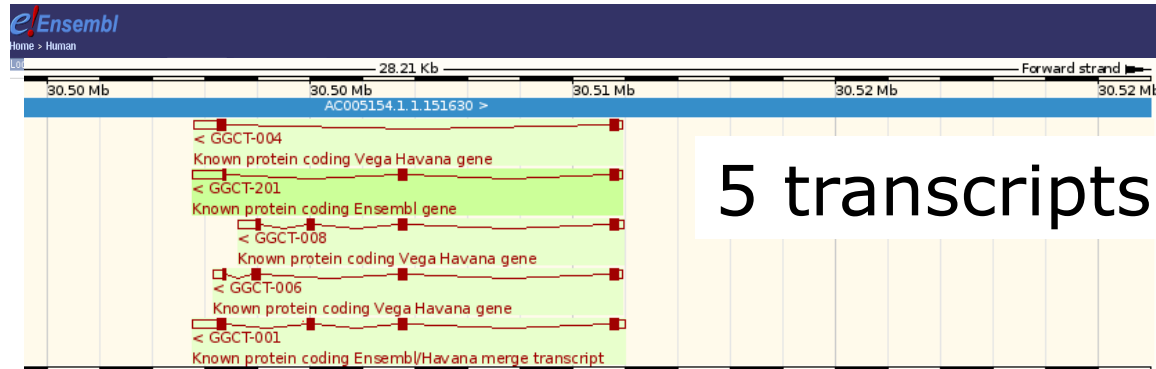 e!Ensembl
Home > Human
28.21 Kb
Forward strand
30.50 Mb 30.50 Mb 30.51 Mb 30.52 Mb 30.52 Mb
AC005154.1.1.151630 >
< GGCT-004
Known protein coding Vega Havana gene
< GGCT-201
Known protein coding Ensembl gene
< GGCT-008
Known protein coding Vega Havana gene
< GGCT-006
Known protein coding Vega Havana gene
< GGCT-001
Known protein coding Ensembl/Havana merge transcript
5 transcripts